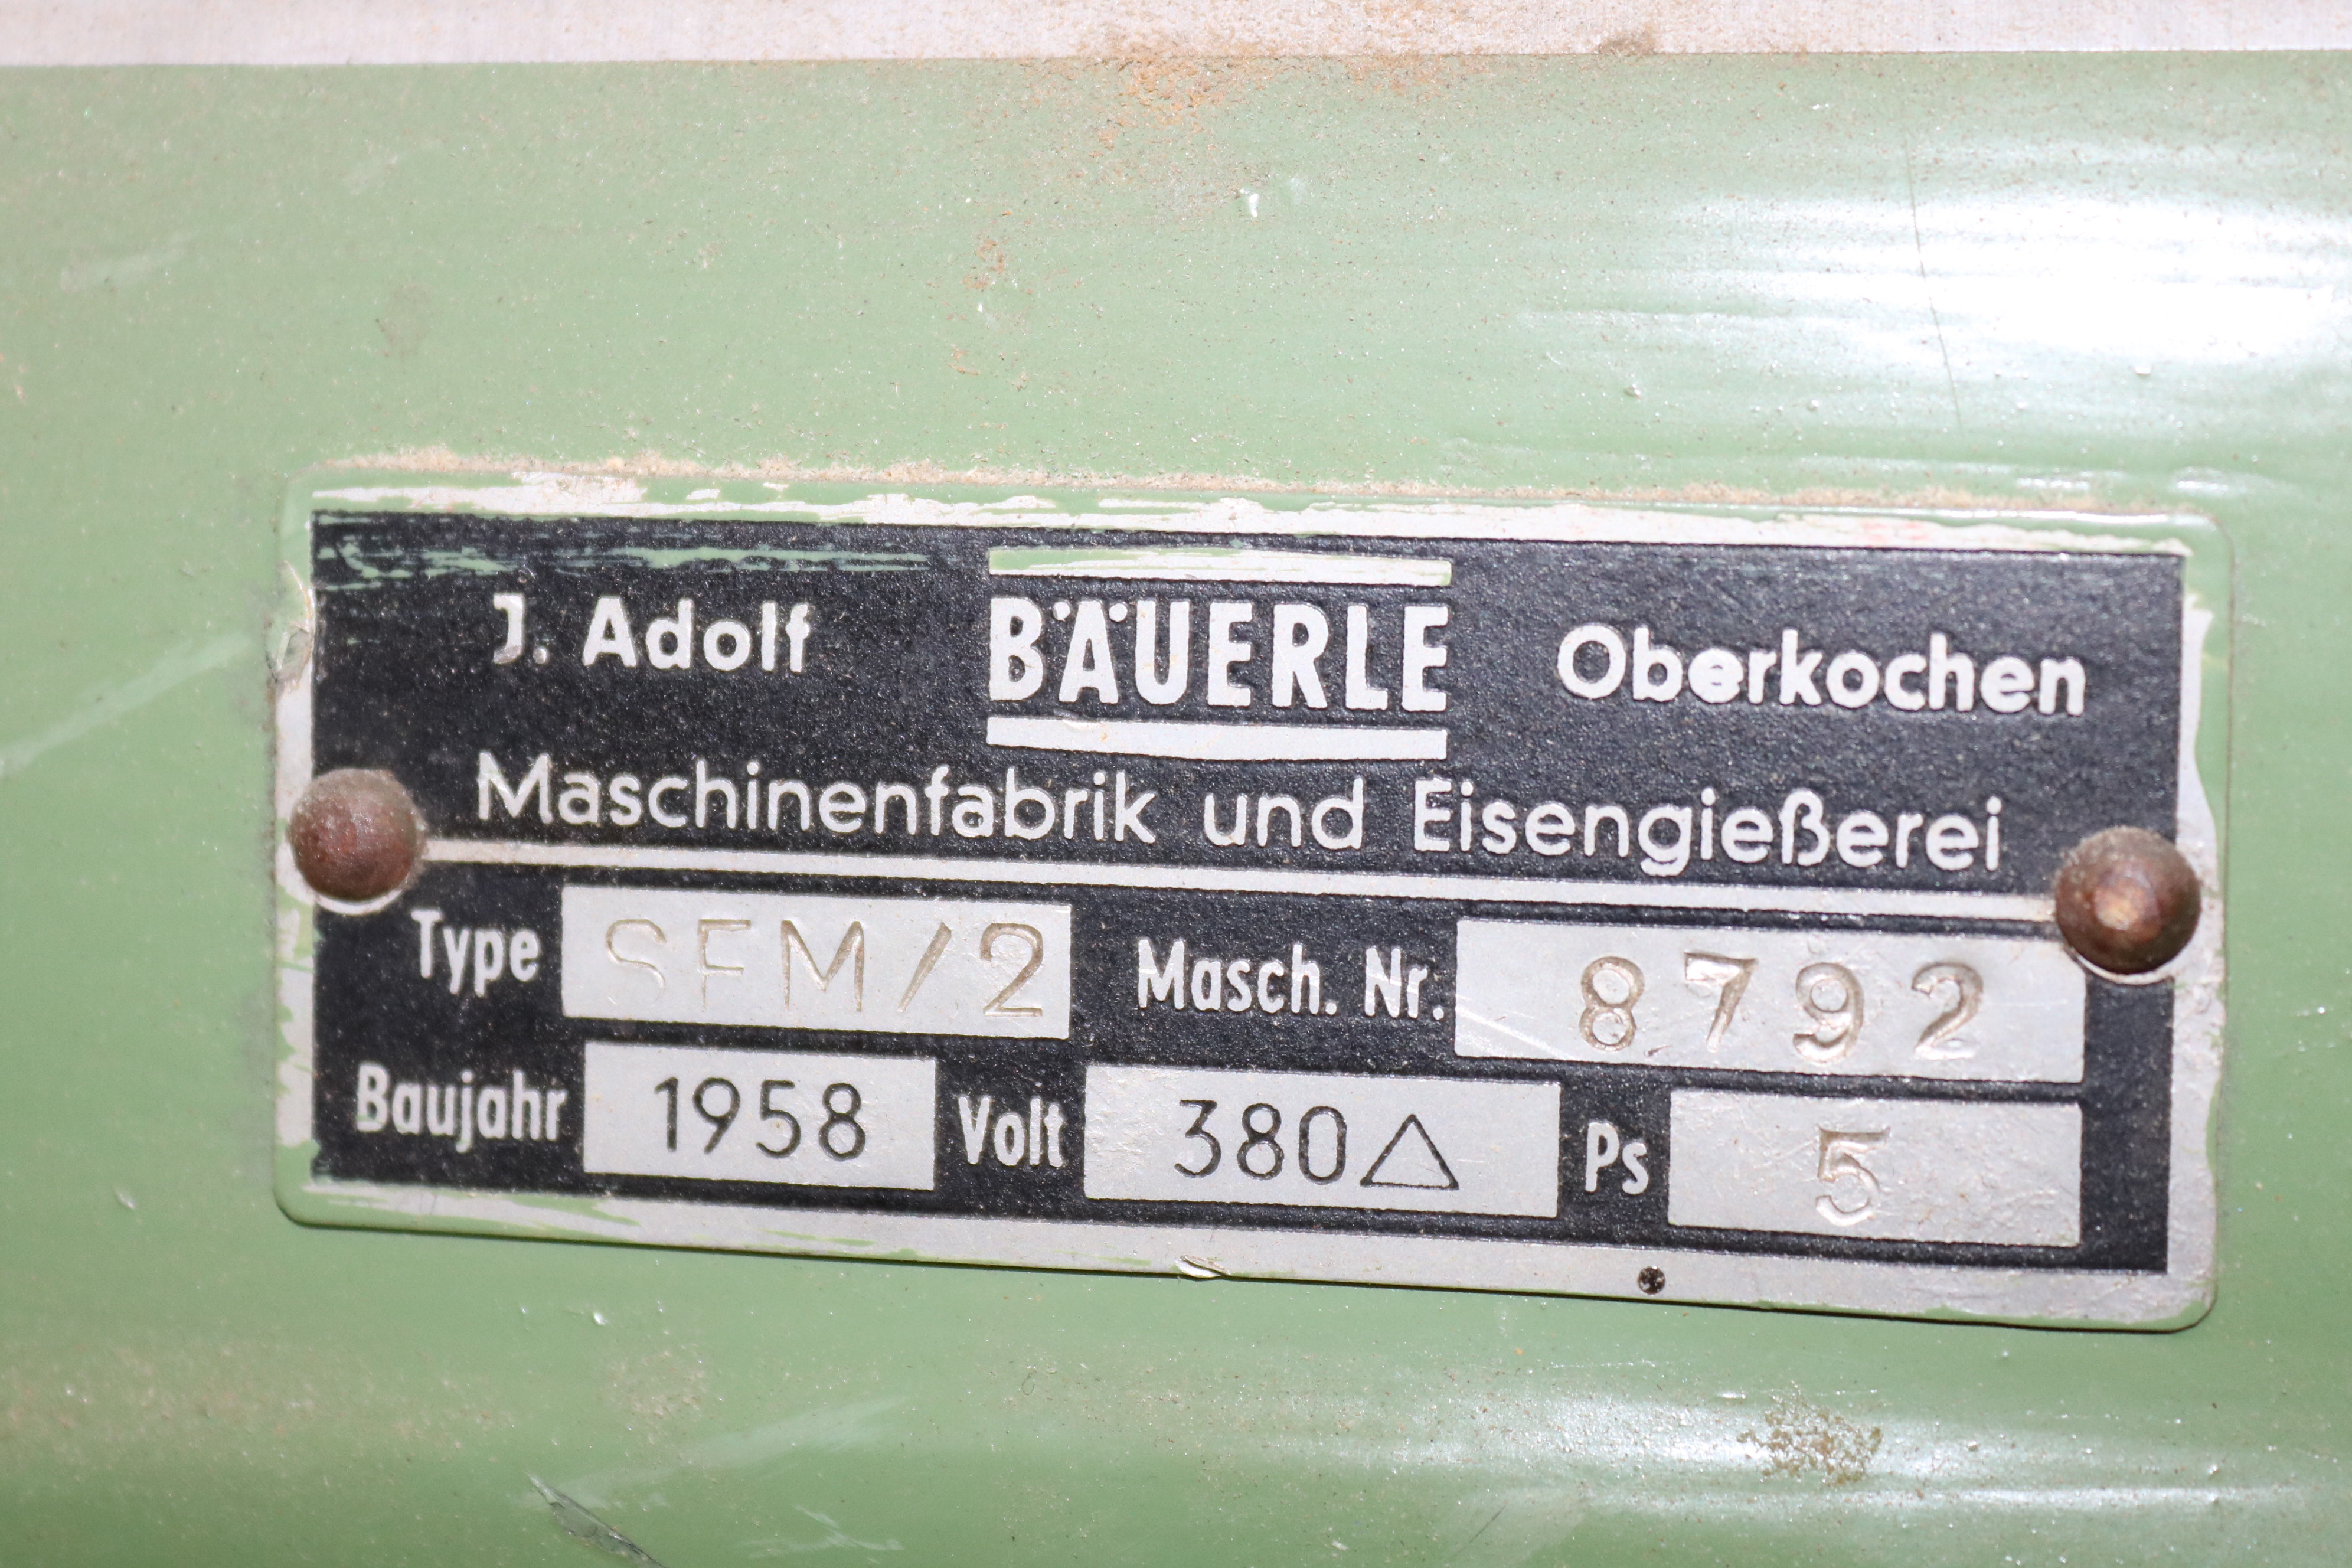 J. Adolf BÄUERLE Oberkochen
Maschinenfabrik und Eisengießerei
Type SFM/2 Masch. Nr. 8792
Baujahr 1958 Volt 380△ Ps 5